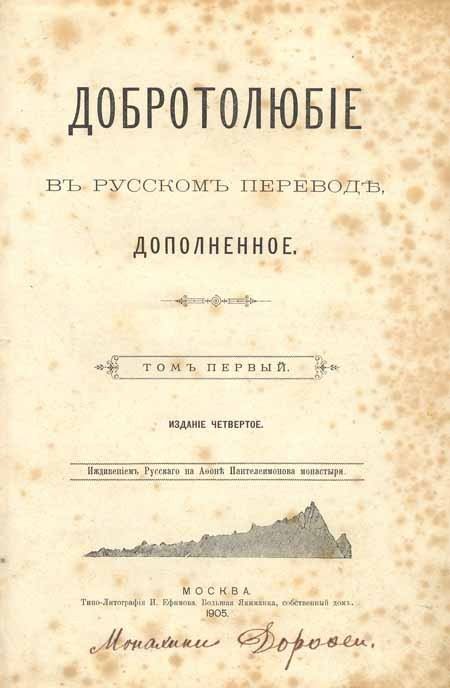 ДОБРОТОЛЮБІЕ
ВЪ РУССКОМЪ ПЕРЕВОДѢ,
ДОПОЛНЕННОЕ.
ТОМЪ ПЕРВЫЙ.
ИЗДАНІЕ ЧЕТВЕРТОЕ.
Иждивеніемъ Русскаго на Аѳонѣ Пантелеимонова монастыря.
МОСКВА.
Типо-Литографія И. Ефимова. Большая Якиманка, собственный домъ.
1905.
Монахини Дороѳеи.